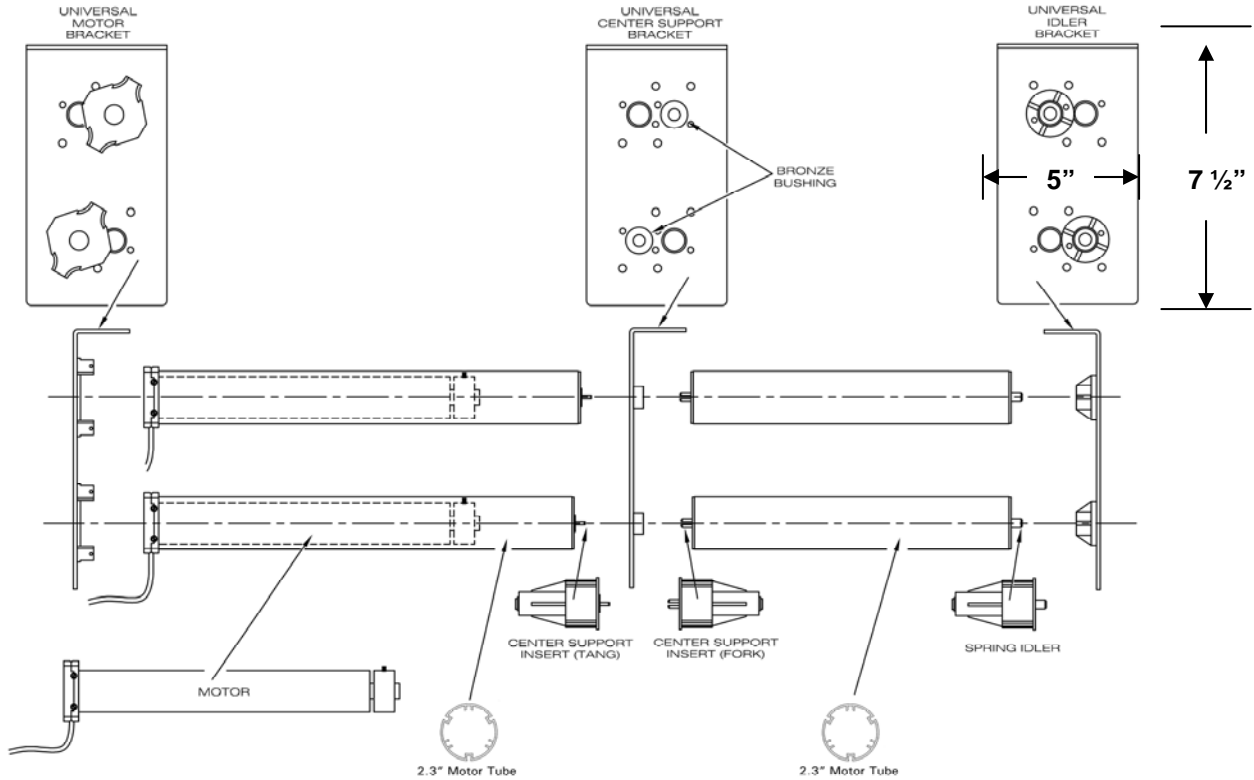 UNIVERSAL
MOTOR
BRACKET
UNIVERSAL
CENTER SUPPORT
BRACKET
UNIVERSAL
IDLER
BRACKET
BRONZE
BUSHING
5”
7 ½”
CENTER SUPPORT
INSERT (TANG)
CENTER SUPPORT
INSERT (FORK)
SPRING IDLER
MOTOR
2.3" Motor Tube
2.3" Motor Tube